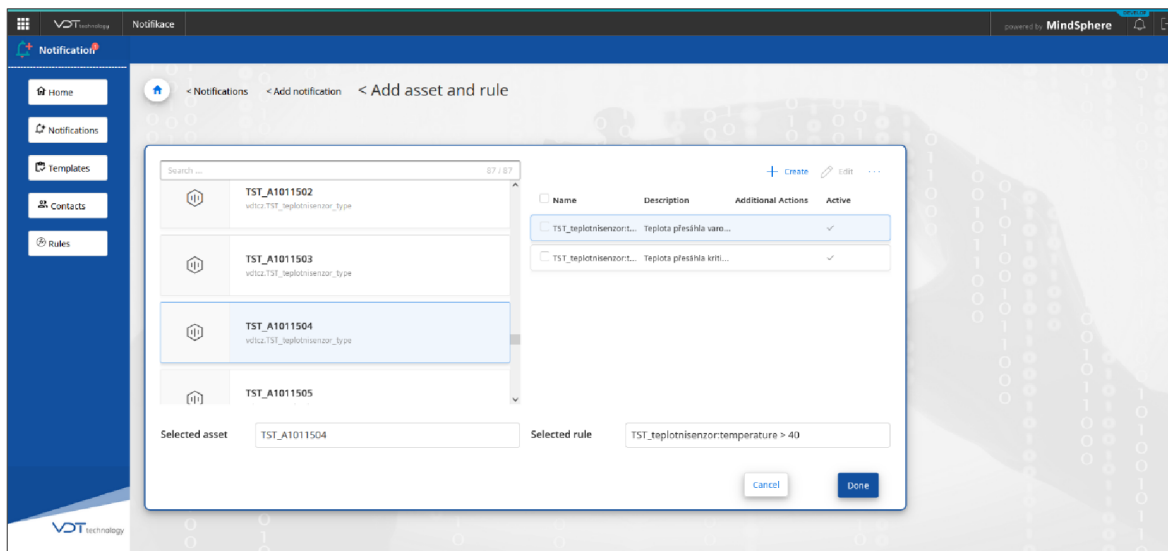 VDT technology Notifikace powered by MindSphere
Notification
Home
Notifications
Templates
Contacts
Rules
< Notifications < Add notification < Add asset and rule
Search ... 87 / 87
TST_A1011502
vdtcz.TST_teplotnisenzor_type
TST_A1011503
vdtcz.TST_teplotnisenzor_type
TST_A1011504
vdtcz.TST_teplotnisenzor_type
TST_A1011505
Create Edit ...
Name Description Additional Actions Active
TST_teplotnisenzor:t... Teplota přesáhla varo...
TST_teplotnisenzor:t... Teplota přesáhla kriti...
Selected asset TST_A1011504
Selected rule TST_teplotnisenzor:temperature > 40
Cancel Done
VDT technology